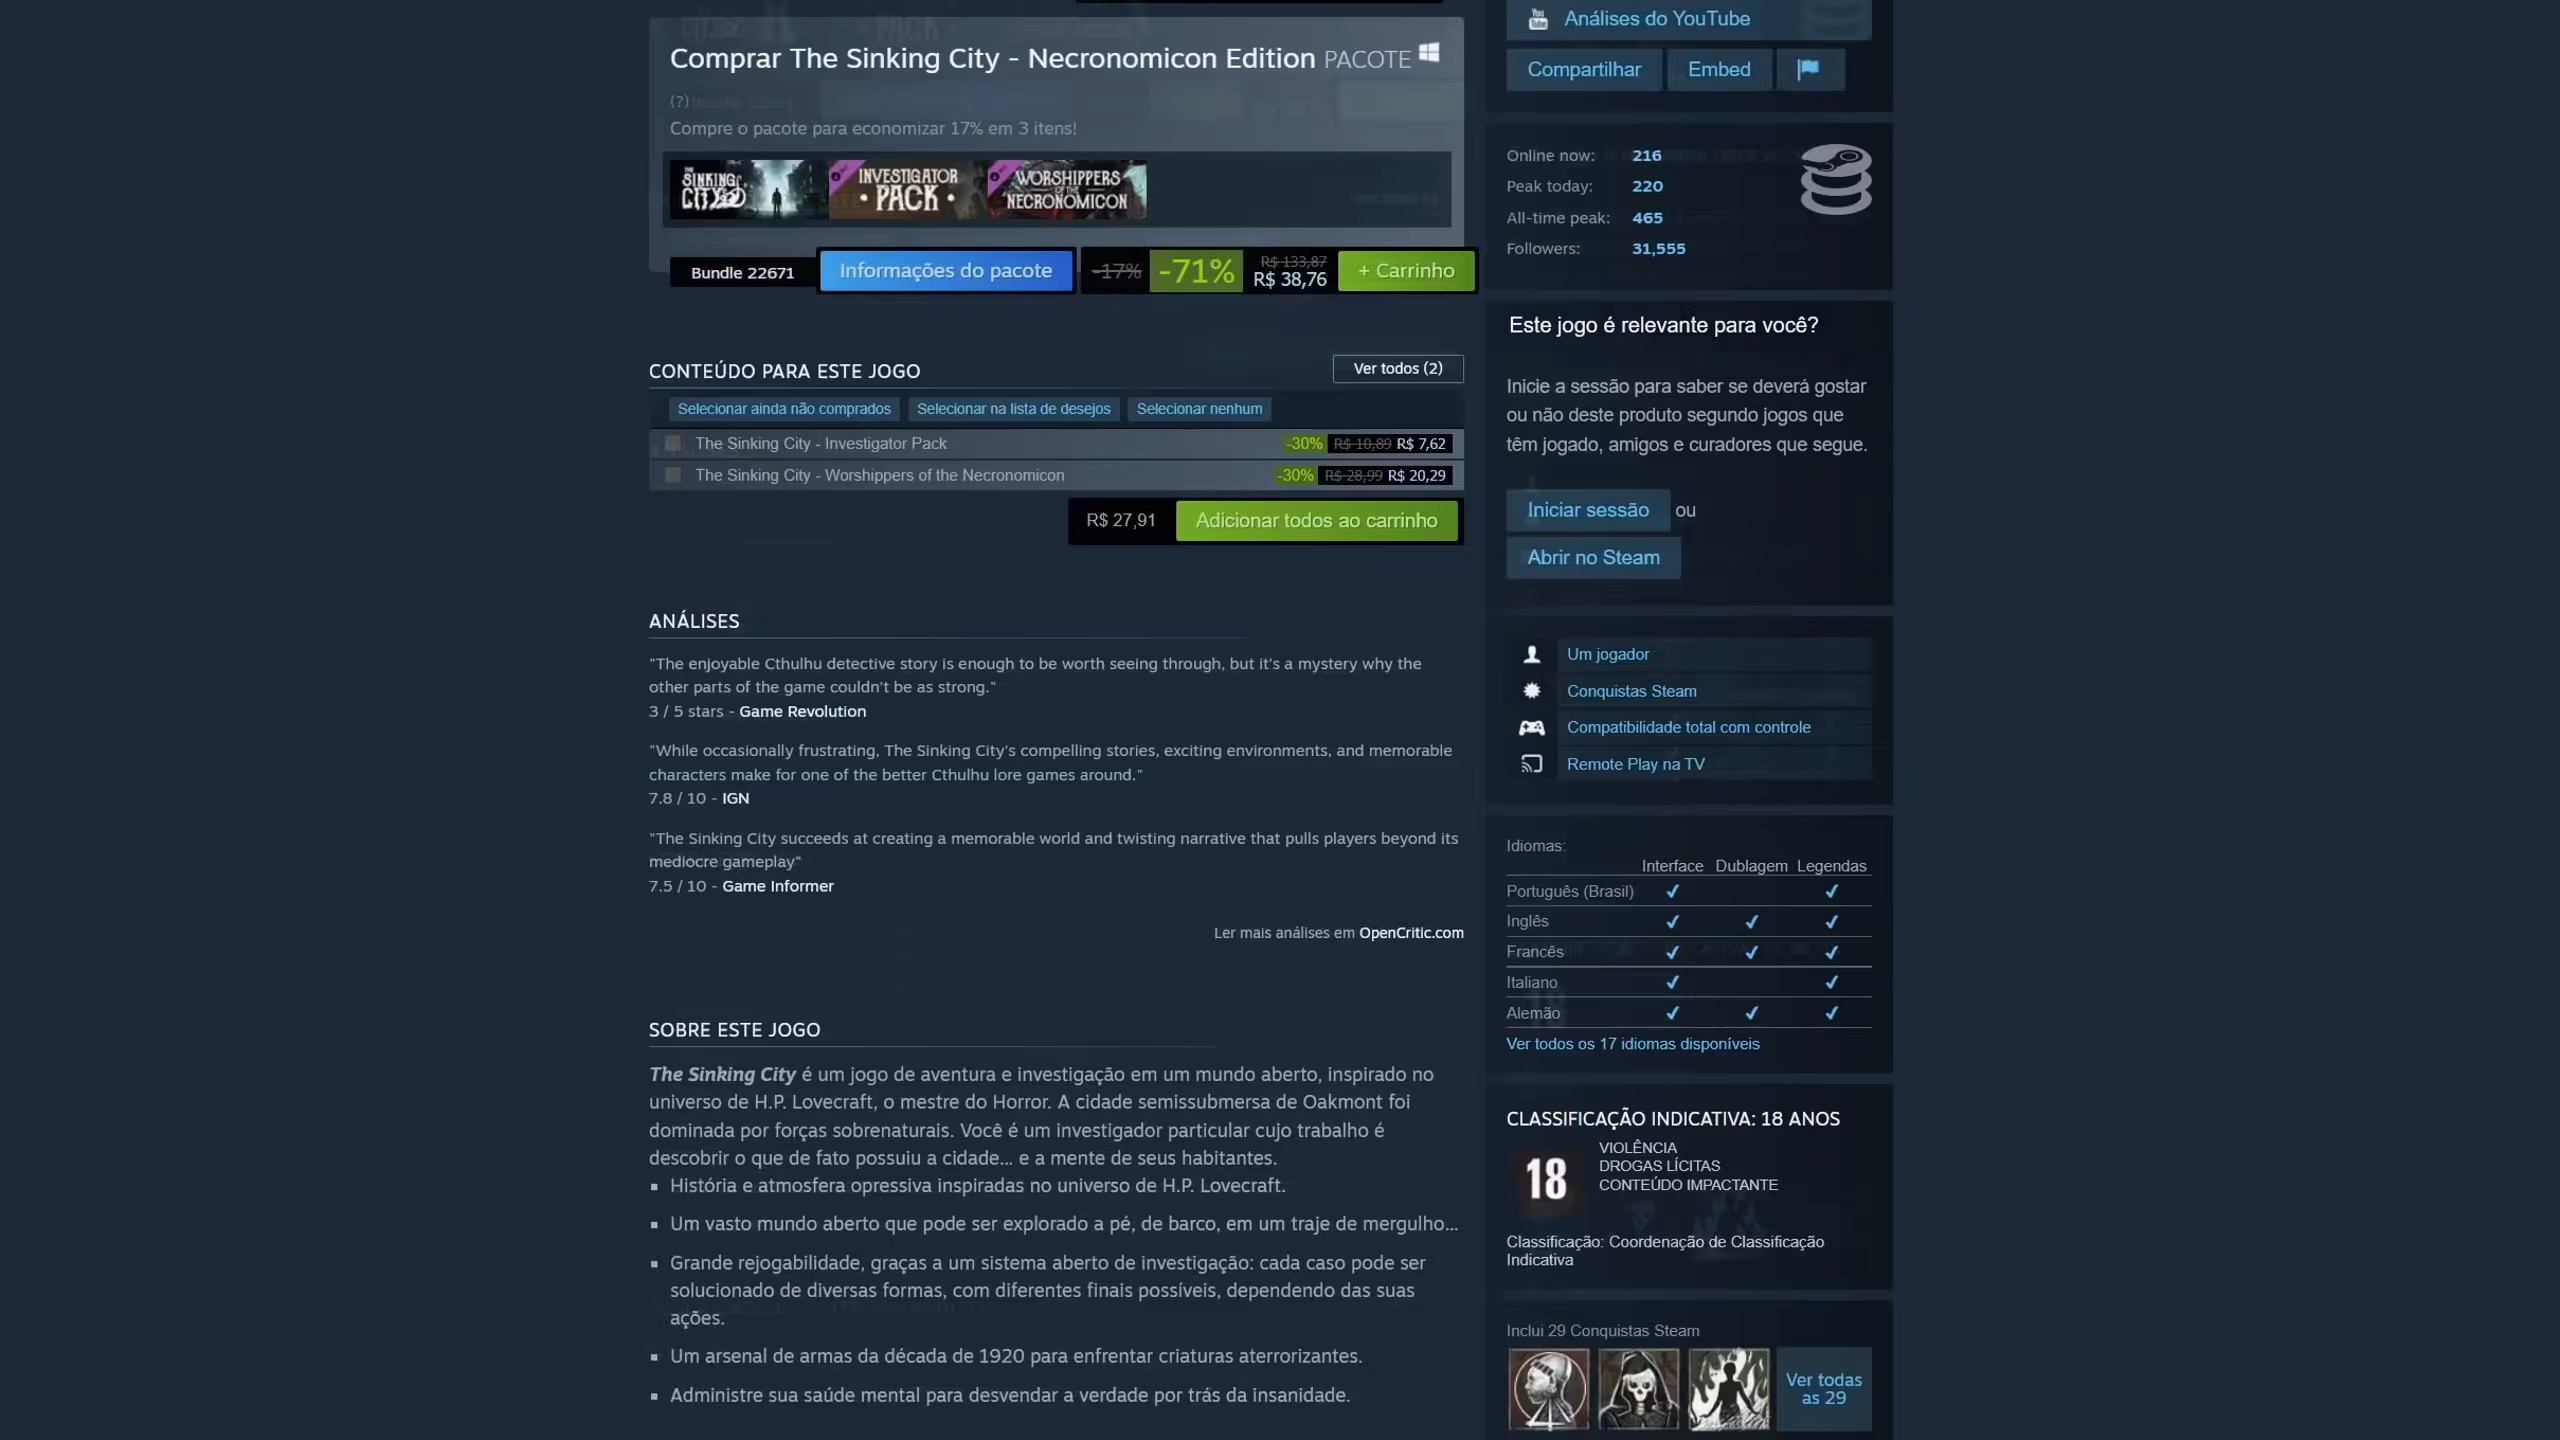 Comprar The Sinking City - Necronomicon Edition PACOTE
(?)
Compre o pacote para economizar 17% em 3 itens!
THE SINKING CITY
INVESTIGATOR PACK
WORSHIPPERS OF THE NECRONOMICON
Bundle 22671
Informações do pacote
-17%
-71%
R$ 133,87
R$ 38,76
+ Carrinho
CONTEÚDO PARA ESTE JOGO
Ver todos (2)
Selecionar ainda não comprados
Selecionar na lista de desejos
Selecionar nenhum
The Sinking City - Investigator Pack
-30% R$ 10,89 R$ 7,62
The Sinking City - Worshippers of the Necronomicon
-30% R$ 28,99 R$ 20,29
R$ 27,91
Adicionar todos ao carrinho
ANÁLISES
"The enjoyable Cthulhu detective story is enough to be worth seeing through, but it's a mystery why the
other parts of the game couldn't be as strong."
3 / 5 stars - Game Revolution
"While occasionally frustrating, The Sinking City's compelling stories, exciting environments, and memorable
characters make for one of the better Cthulhu lore games around."
7.8 / 10 - IGN
"The Sinking City succeeds at creating a memorable world and twisting narrative that pulls players beyond its
mediocre gameplay"
7.5 / 10 - Game Informer
Ler mais análises em OpenCritic.com
SOBRE ESTE JOGO
The Sinking City é um jogo de aventura e investigação em um mundo aberto, inspirado no
universo de H.P. Lovecraft, o mestre do Horror. A cidade semissubmersa de Oakmont foi
dominada por forças sobrenaturais. Você é um investigador particular cujo trabalho é
descobrir o que de fato possuiu a cidade... e a mente de seus habitantes.
História e atmosfera opressiva inspiradas no universo de H.P. Lovecraft.
Um vasto mundo aberto que pode ser explorado a pé, de barco, em um traje de mergulho...
Grande rejogabilidade, graças a um sistema aberto de investigação: cada caso pode ser
solucionado de diversas formas, com diferentes finais possíveis, dependendo das suas
ações.
Um arsenal de armas da década de 1920 para enfrentar criaturas aterrorizantes.
Administre sua saúde mental para desvendar a verdade por trás da insanidade.
You Tube
Análises do YouTube
Compartilhar
Embed
Online now: 216
Peak today: 220
All-time peak: 465
Followers: 31,555
Este jogo é relevante para você?
Inicie a sessão para saber se deverá gostar
ou não deste produto segundo jogos que
têm jogado, amigos e curadores que segue.
Iniciar sessão ou
Abrir no Steam
Um jogador
Conquistas Steam
Compatibilidade total com controle
Remote Play na TV
Idiomas:
Interface Dublagem Legendas
Português (Brasil) ✔ ✔
Inglês ✔ ✔ ✔
Francês ✔ ✔ ✔
Italiano ✔ ✔
Alemão ✔ ✔ ✔
Ver todos os 17 idiomas disponíveis
CLASSIFICAÇÃO INDICATIVA: 18 ANOS
18
VIOLÊNCIA
DROGAS LÍCITAS
CONTEÚDO IMPACTANTE
Classificação: Coordenação de Classificação
Indicativa
Inclui 29 Conquistas Steam
Ver todas
as 29